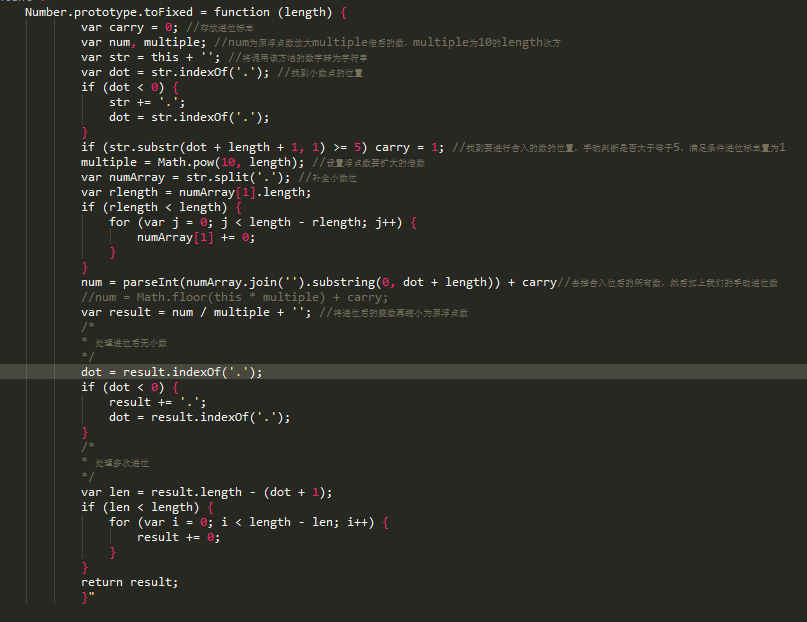 Number.prototype.toFixed = function (length) {
var carry = 0; //存放进位标志
var num, multiple; //num为原浮点数放大multiple倍后的数，multiple为10的length次方
var str = this + ''; //将调用该方法的数字转为字符串
var dot = str.indexOf('.'); //找到小数点的位置
if (dot < 0) {
str += '.';
dot = str.indexOf('.');
}
if (str.substr(dot + length + 1, 1) >= 5) carry = 1; //找到要进行舍入的数的位置，手动判断是否大于等于5，满足条件进位标志置为1
multiple = Math.pow(10, length); //设置浮点数要扩大的倍数
var numArray = str.split('.'); //补全小数位
var rlength = numArray[1].length;
if (rlength < length) {
for (var j = 0; j < length - rlength; j++) {
numArray[1] += 0;
}
}
num = parseInt(numArray.join('').substring(0, dot + length)) + carry//去掉舍入位后的所有数，然后加上我们的手动进位数
//num = Math.floor(this * multiple) + carry;
var result = num / multiple + ''; //将进位后的整数再缩小为原浮点数
/*
* 处理进位后无小数
*/
dot = result.indexOf('.');
if (dot < 0) {
result += '.';
dot = result.indexOf('.');
}
/*
* 处理多次进位
*/
var len = result.length - (dot + 1);
if (len < length) {
for (var i = 0; i < length - len; i++) {
result += 0;
}
}
return result;
}"